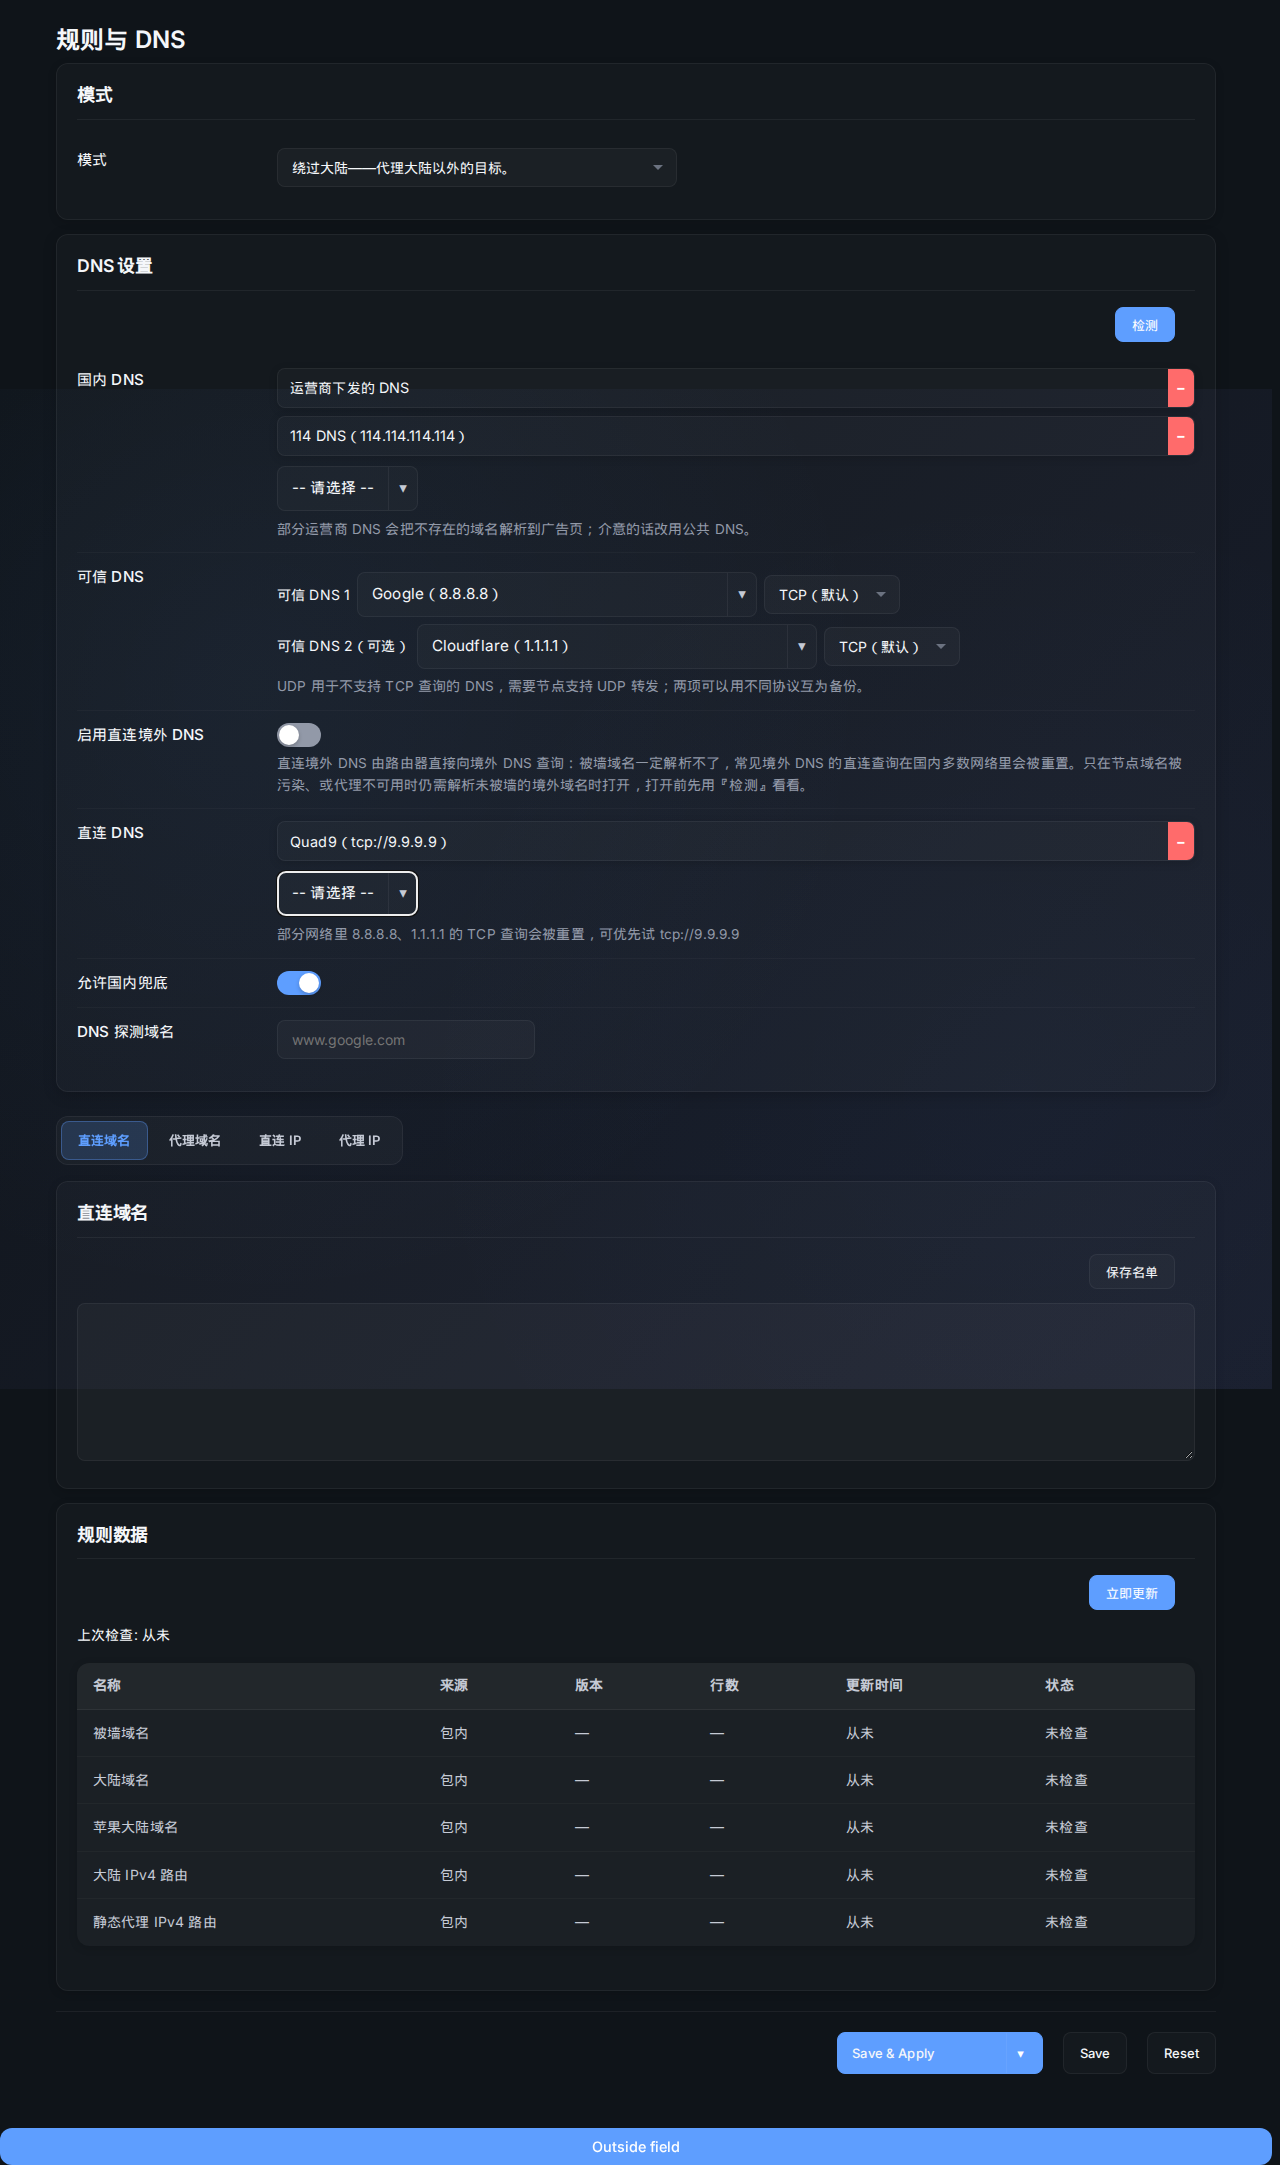 规则与 DNS
模式
模式
绕过大陆——代理大陆以外的目标。
DNS 设置
检测
国内 DNS
运营商下发的 DNS
−
114 DNS（114.114.114.114）
−
-- 请选择 -- ▾
部分运营商 DNS 会把不存在的域名解析到广告页；介意的话改用公共 DNS。
可信 DNS
可信 DNS 1 Google（8.8.8.8） ▾ TCP（默认）
可信 DNS 2（可选） Cloudflare（1.1.1.1） ▾ TCP（默认）
UDP 用于不支持 TCP 查询的 DNS，需要节点支持 UDP 转发；两项可以用不同协议互为备份。
启用直连境外 DNS
直连境外 DNS 由路由器直接向境外 DNS 查询：被墙域名一定解析不了，常见境外 DNS 的直连查询在国内多数网络里会被重置。只在节点域名被
污染、或代理不可用时仍需解析未被墙的境外域名时打开，打开前先用『检测』看看。
直连 DNS
Quad9（tcp://9.9.9.9）
−
-- 请选择 -- ▾
部分网络里 8.8.8.8、1.1.1.1 的 TCP 查询会被重置，可优先试 tcp://9.9.9.9
允许国内兜底
DNS 探测域名
www.google.com
直连域名 代理域名 直连 IP 代理 IP
直连域名
保存名单
规则数据
立即更新
上次检查: 从未
名称 来源 版本 行数 更新时间 状态
被墙域名 包内 — — 从未 未检查
大陆域名 包内 — — 从未 未检查
苹果大陆域名 包内 — — 从未 未检查
大陆 IPv4 路由 包内 — — 从未 未检查
静态代理 IPv4 路由 包内 — — 从未 未检查
Save & Apply ▾ Save Reset
Outside field